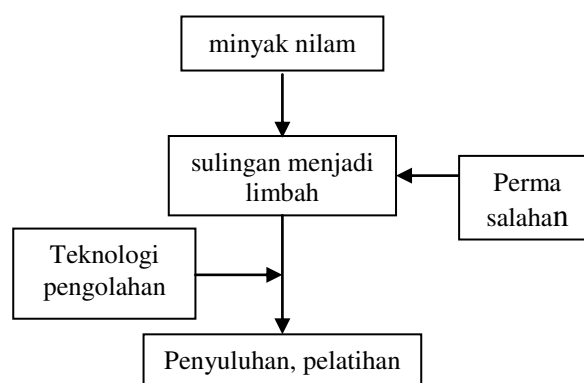 minyak nilam
sulingan menjadi
limbah
Perma
salahan
Teknologi
pengolahan
Penyuluhan, pelatihan